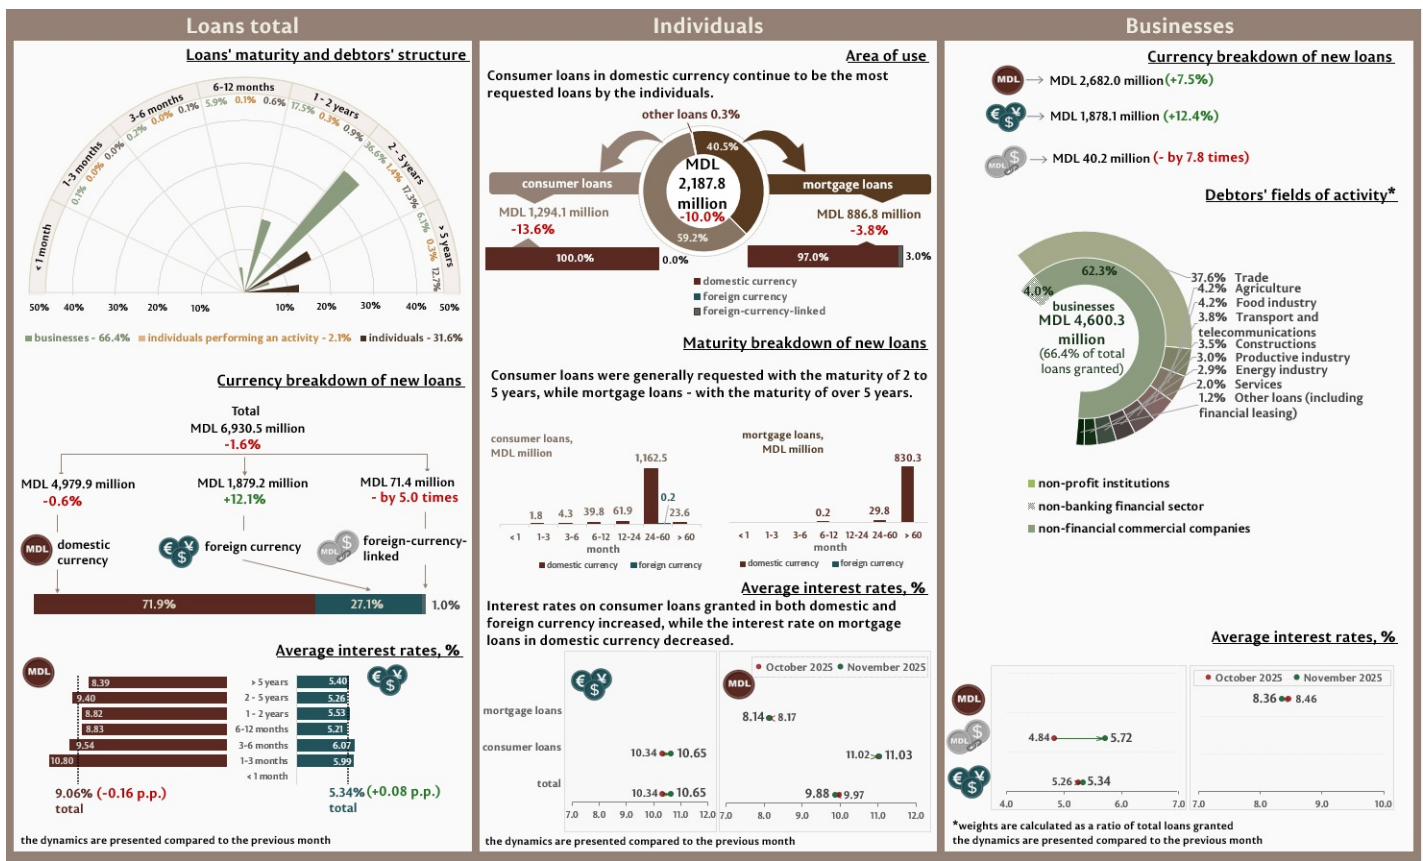 Loans total
Loans' maturity and debtors' structure
< 1 month
1-3 months
3-6 months
6-12 months
1 - 2 years
2 - 5 years
> 5 years
0.1% 0.0% 0.0%
0.2% 0.0% 0.1%
5.9% 0.1% 0.6%
17.5% 0.3% 0.9%
36.6% 1.4% 17.3%
6.1% 0.3% 12.7%
50% 40% 30% 20% 10% 10% 20% 30% 40% 50%
businesses - 66.4% individuals performing an activity - 2.1% individuals - 31.6%
Currency breakdown of new loans
Total
MDL 6,930.5 million
-1.6%
MDL 4,979.9 million
-0.6%
MDL 1,879.2 million
+12.1%
MDL 71.4 million
- by 5.0 times
MDL
domestic
currency
€ ¥ $
foreign currency
MDL $
foreign-currency-
linked
71.9% 27.1% 1.0%
Average interest rates, %
MDL
€ ¥ $
8.39 > 5 years 5.40
9.40 2 - 5 years 5.26
8.82 1 - 2 years 5.53
8.83 6-12 months 5.21
9.54 3-6 months 6.07
10.80 1-3 months 5.99
< 1 month
9.06% (-0.16 p.p.)
total
5.34% (+0.08 p.p.)
total
the dynamics are presented compared to the previous month
Individuals
Area of use
Consumer loans in domestic currency continue to be the most
requested loans by the individuals.
other loans 0.3%
40.5%
MDL
2,187.8
million
-10.0%
59.2%
consumer loans
MDL 1,294.1 million
-13.6%
mortgage loans
MDL 886.8 million
-3.8%
100.0% 0.0%
97.0% 3.0%
domestic currency
foreign currency
foreign-currency-linked
Maturity breakdown of new loans
Consumer loans were generally requested with the maturity of 2 to
5 years, while mortgage loans - with the maturity of over 5 years.
consumer loans,
MDL million
1.8 4.3 39.8 61.9 1,162.5 0.2 23.6
< 1 1-3 3-6 6-12 12-24 24-60 > 60
month
domestic currency foreign currency
mortgage loans,
MDL million
0.2 29.8 830.3
< 1 1-3 3-6 6-12 12-24 24-60 > 60
month
domestic currency foreign currency
Average interest rates, %
Interest rates on consumer loans granted in both domestic and
foreign currency increased, while the interest rate on mortgage
loans in domestic currency decreased.
€ ¥ $
MDL
October 2025 November 2025
mortgage loans 8.14 8.17
consumer loans 10.34 10.65 11.02 11.03
total 10.34 10.65 9.88 9.97
7.0 8.0 9.0 10.0 11.0 12.0
7.0 8.0 9.0 10.0 11.0 12.0
the dynamics are presented compared to the previous month
Businesses
Currency breakdown of new loans
MDL MDL 2,682.0 million (+7.5%)
€ ¥ $ MDL 1,878.1 million (+12.4%)
MDL $ MDL 40.2 million (- by 7.8 times)
Debtors' fields of activity*
62.3%
4.0%
businesses
MDL 4,600.3
million
(66.4% of total
loans granted)
37.6% Trade
4.2% Agriculture
4.2% Food industry
3.8% Transport and
telecommunications
3.5% Constructions
3.0% Productive industry
2.9% Energy industry
2.0% Services
1.2% Other loans (including
financial leasing)
non-profit institutions
non-banking financial sector
non-financial commercial companies
Average interest rates, %
October 2025 November 2025
MDL 8.36 8.46
MDL $ 4.84 5.72
€ ¥ $ 5.26 5.34
4.0 5.0 6.0 7.0
7.0 8.0 9.0 10.0
*weights are calculated as a ratio of total loans granted
the dynamics are presented compared to the previous month